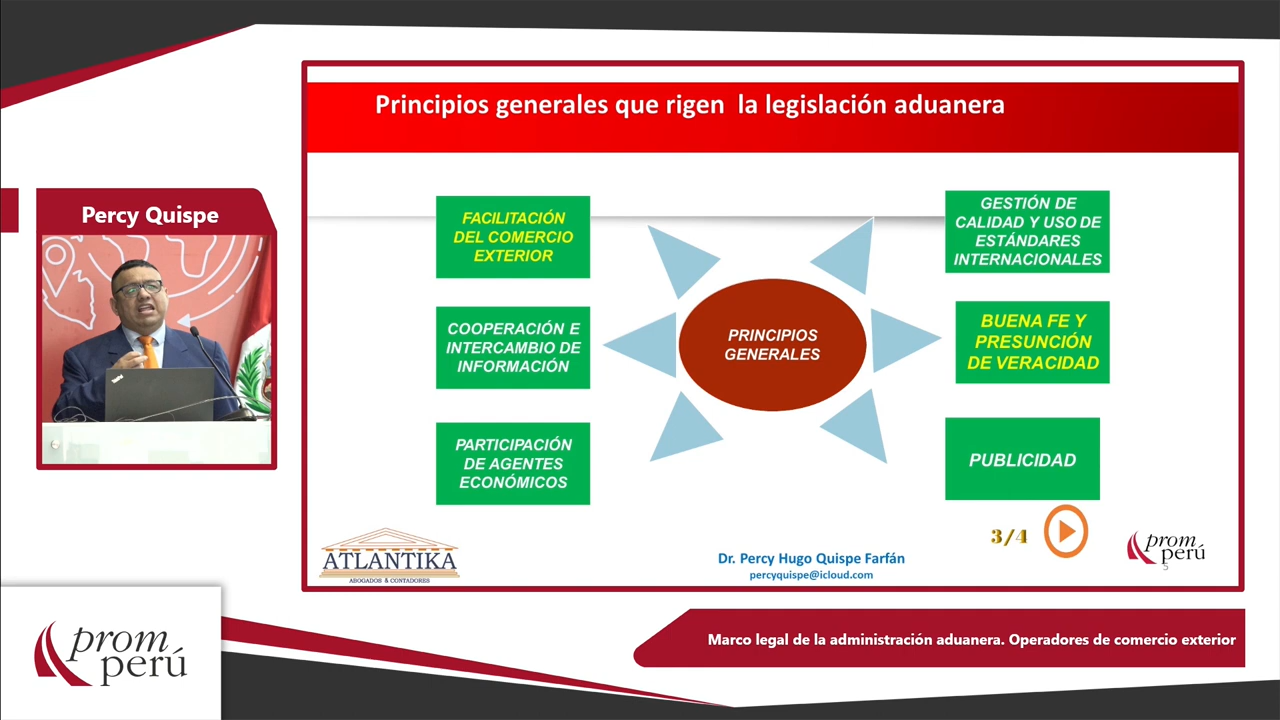 Principios generales que rigen la legislación aduanera
Percy Quispe
FACILITACIÓN
DEL COMERCIO
EXTERIOR
COOPERACIÓN E
INTERCAMBIO DE
INFORMACIÓN
PARTICIPACIÓN
DE AGENTES
ECONÓMICOS
PRINCIPIOS
GENERALES
GESTIÓN DE
CALIDAD Y USO DE
ESTÁNDARES
INTERNACIONALES
BUENA FE Y
PRESUNCIÓN
DE VERACIDAD
PUBLICIDAD
3/4
ATLANTIKA
ABOGADOS & CONTADORES
Dr. Percy Hugo Quispe Farfán
percyquispe@icloud.com
prom
perú
5
prom
perú
Marco legal de la administración aduanera. Operadores de comercio exterior